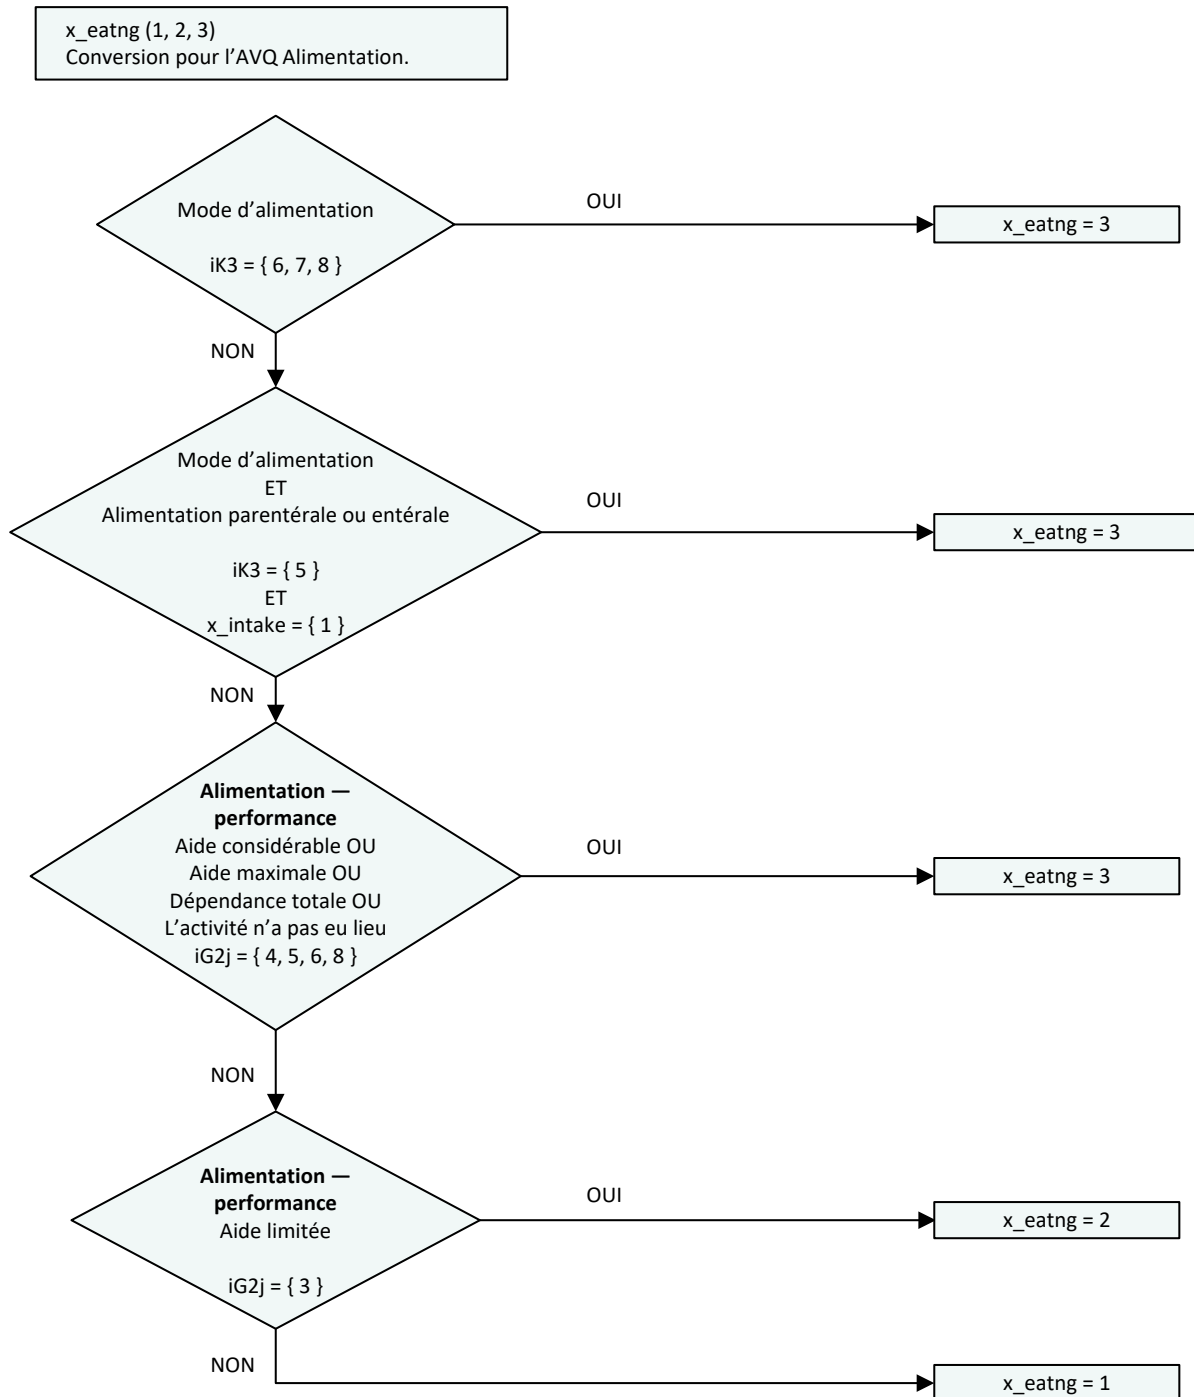 x_eatng (1, 2, 3)
Conversion pour l’AVQ Alimentation.
Mode d’alimentation
iK3 = { 6, 7, 8 }
OUI
x_eatng = 3
NON
Mode d’alimentation
ET
Alimentation parentérale ou entérale
iK3 = { 5 }
ET
x_intake = { 1 }
OUI
x_eatng = 3
NON
Alimentation —
performance
Aide considérable OU
Aide maximale OU
Dépendance totale OU
L’activité n’a pas eu lieu
iG2j = { 4, 5, 6, 8 }
OUI
x_eatng = 3
NON
Alimentation —
performance
Aide limitée
iG2j = { 3 }
OUI
x_eatng = 2
NON
x_eatng = 1